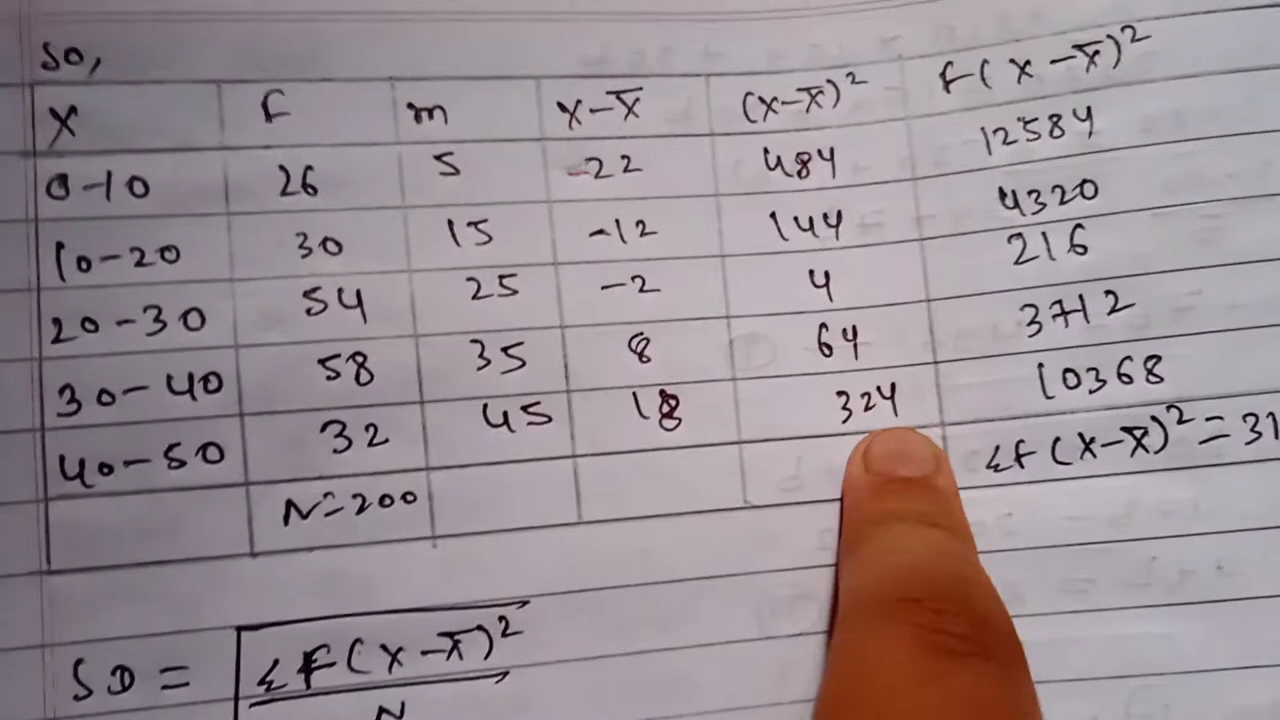 so,
X F m X-X̅ (X-X̅)² F(X-X̅)²
0-10 26 5 -22 484 12584
10-20 30 15 -12 144 4320
20-30 54 25 -2 4 216
30-40 58 35 8 64 3712
40-50 32 45 18 324 10368
N=200 ΣF(X-X̅)²=31
SD = √ΣF(X-X̅)²
N